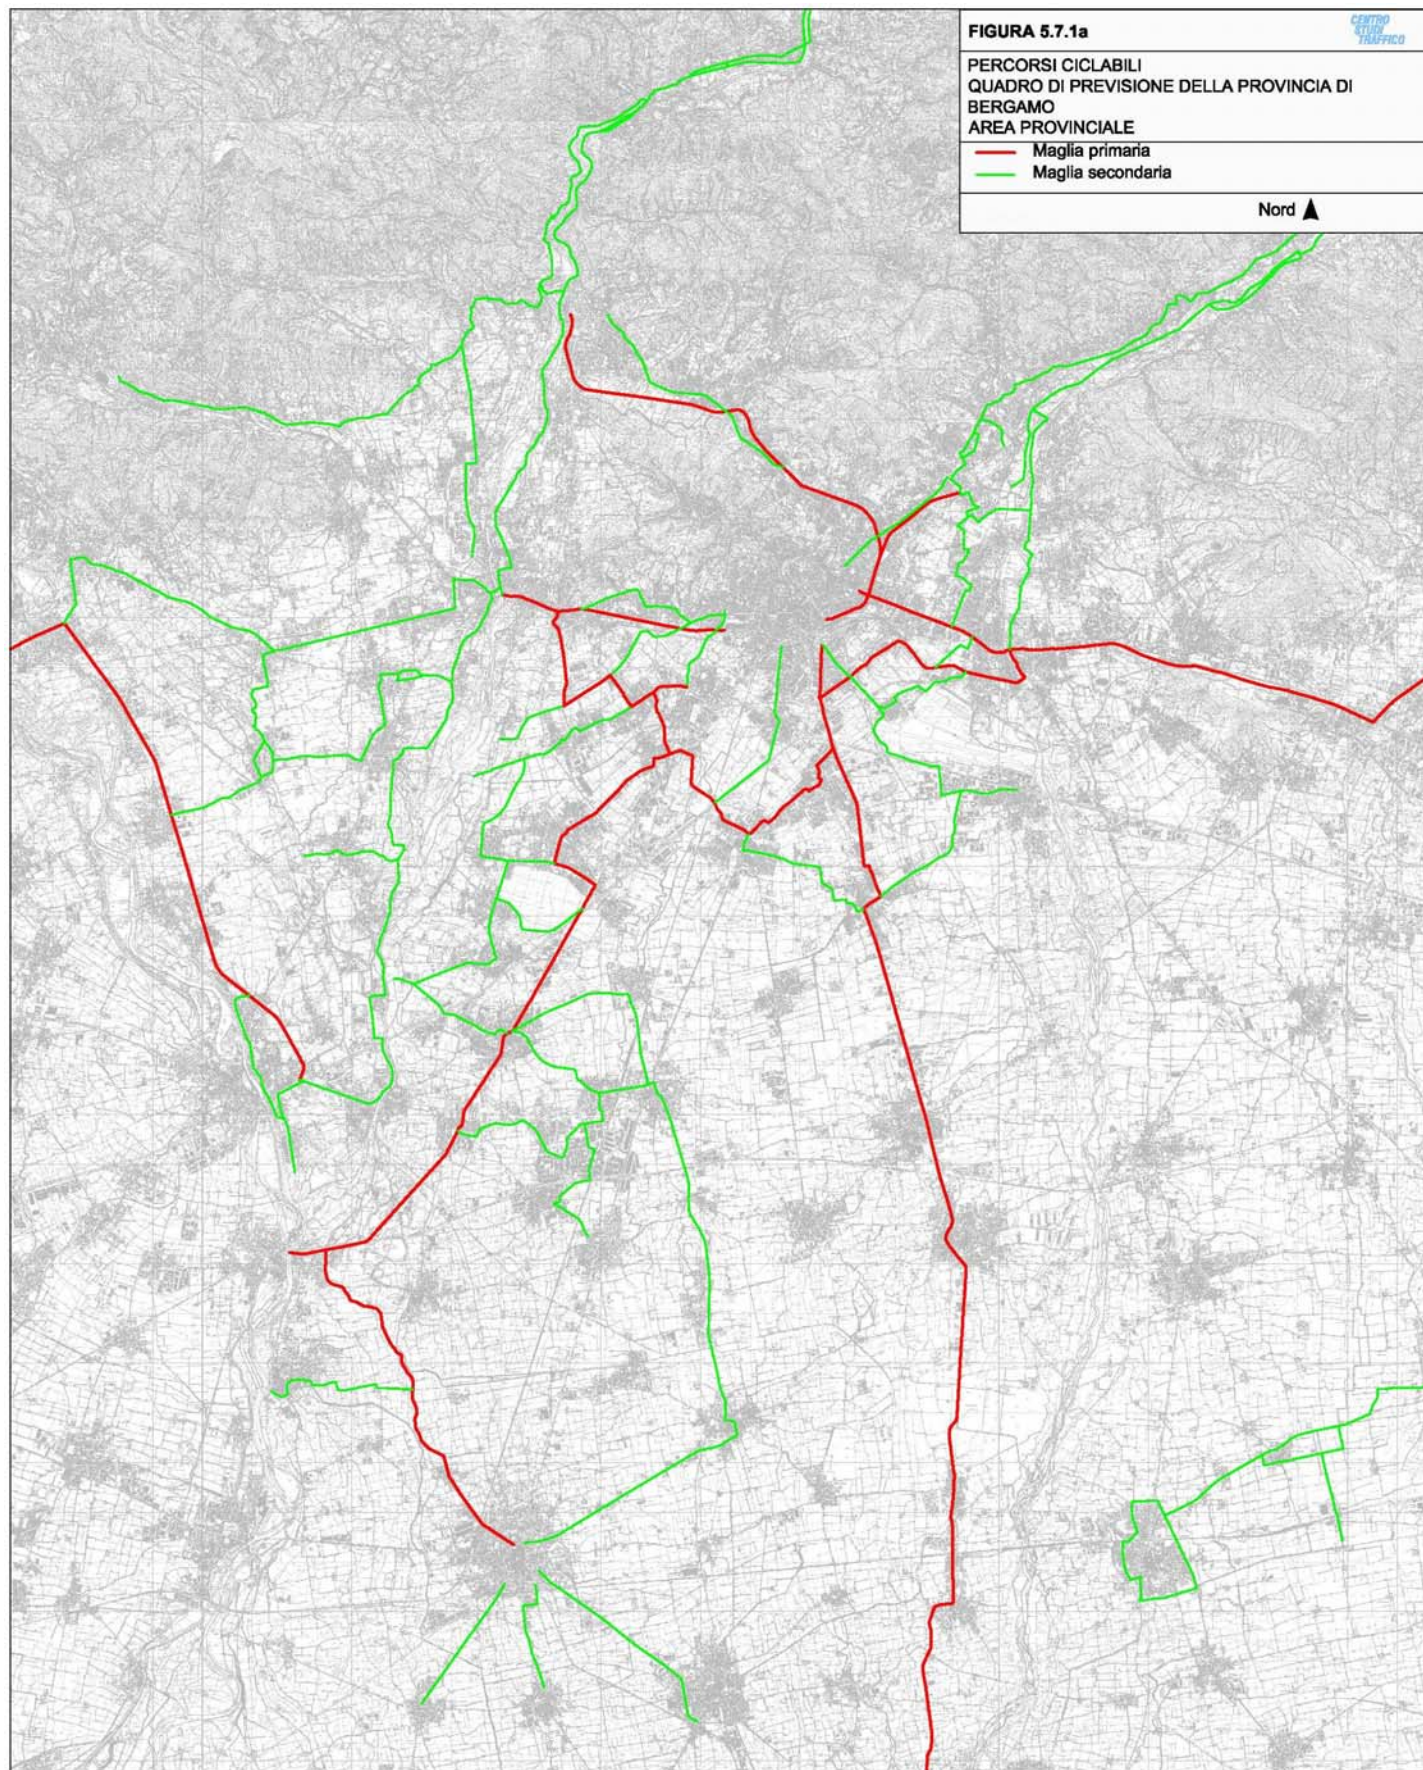 FIGURA 5.7.1a
CENTRO
STUDI
TRAFFICO
PERCORSI CICLABILI
QUADRO DI PREVISIONE DELLA PROVINCIA DI
BERGAMO
AREA PROVINCIALE
Maglia primaria
Maglia secondaria
Nord